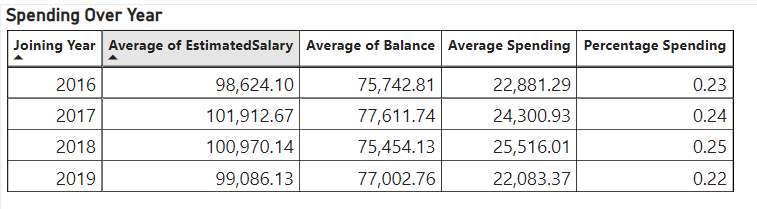 Spending Over Year
Joining Year Average of EstimatedSalary Average of Balance Average Spending Percentage Spending
2016 98,624.10 75,742.81 22,881.29 0.23
2017 101,912.67 77,611.74 24,300.93 0.24
2018 100,970.14 75,454.13 25,516.01 0.25
2019 99,086.13 77,002.76 22,083.37 0.22